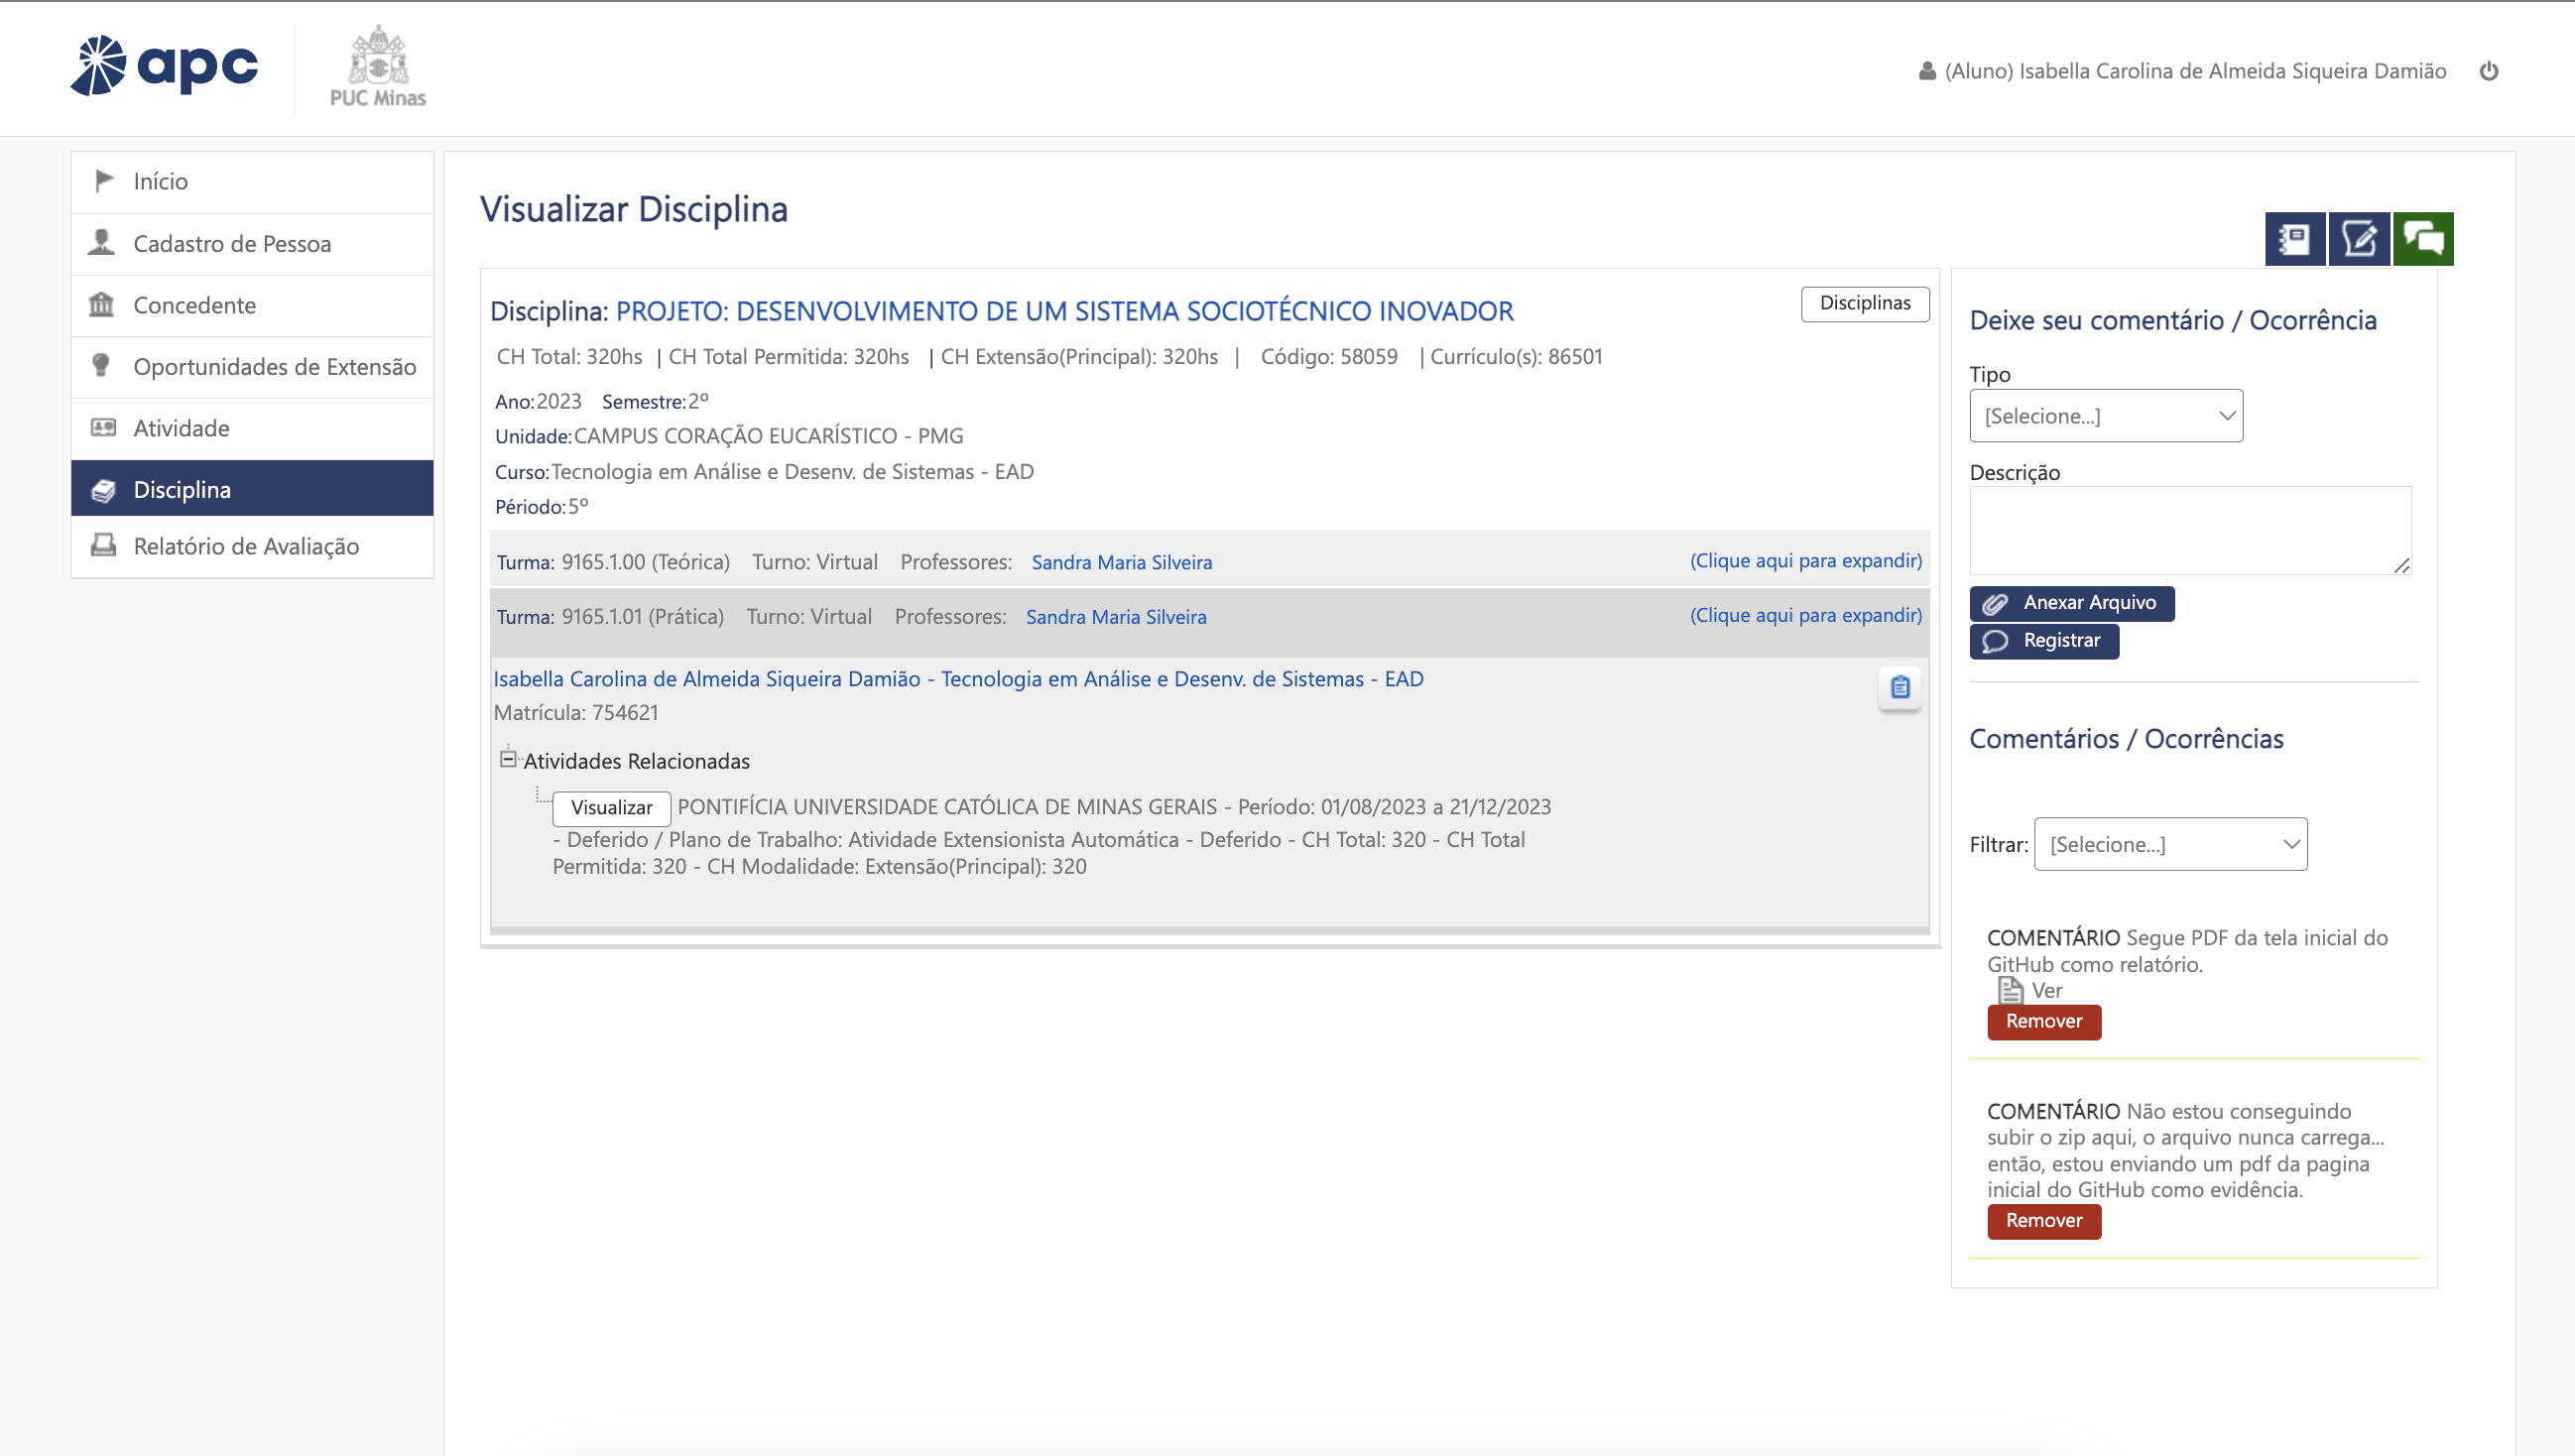 apc
PUC Minas
(Aluno) Isabella Carolina de Almeida Siqueira Damião
Início
Cadastro de Pessoa
Concedente
Oportunidades de Extensão
Atividade
Disciplina
Relatório de Avaliação
Visualizar Disciplina
Disciplina: PROJETO: DESENVOLVIMENTO DE UM SISTEMA SOCIOTÉCNICO INOVADOR
Disciplinas
CH Total: 320hs | CH Total Permitida: 320hs | CH Extensão(Principal): 320hs | Código: 58059 | Currículo(s): 86501
Ano:2023 Semestre:2º
Unidade:CAMPUS CORAÇÃO EUCARÍSTICO - PMG
Curso:Tecnologia em Análise e Desenv. de Sistemas - EAD
Périodo:5º
Turma: 9165.1.00 (Teórica) Turno: Virtual Professores: Sandra Maria Silveira (Clique aqui para expandir)
Turma: 9165.1.01 (Prática) Turno: Virtual Professores: Sandra Maria Silveira (Clique aqui para expandir)
Isabella Carolina de Almeida Siqueira Damião - Tecnologia em Análise e Desenv. de Sistemas - EAD
Matrícula: 754621
Atividades Relacionadas
Visualizar PONTIFÍCIA UNIVERSIDADE CATÓLICA DE MINAS GERAIS - Período: 01/08/2023 a 21/12/2023
- Deferido / Plano de Trabalho: Atividade Extensionista Automática - Deferido - CH Total: 320 - CH Total
Permitida: 320 - CH Modalidade: Extensão(Principal): 320
Deixe seu comentário / Ocorrência
Tipo
[Selecione...]
Descrição
Anexar Arquivo
Registrar
Comentários / Ocorrências
Filtrar: [Selecione...]
COMENTÁRIO Segue PDF da tela inicial do
GitHub como relatório.
Ver
Remover
COMENTÁRIO Não estou conseguindo
subir o zip aqui, o arquivo nunca carrega...
então, estou enviando um pdf da pagina
inicial do GitHub como evidência.
Remover